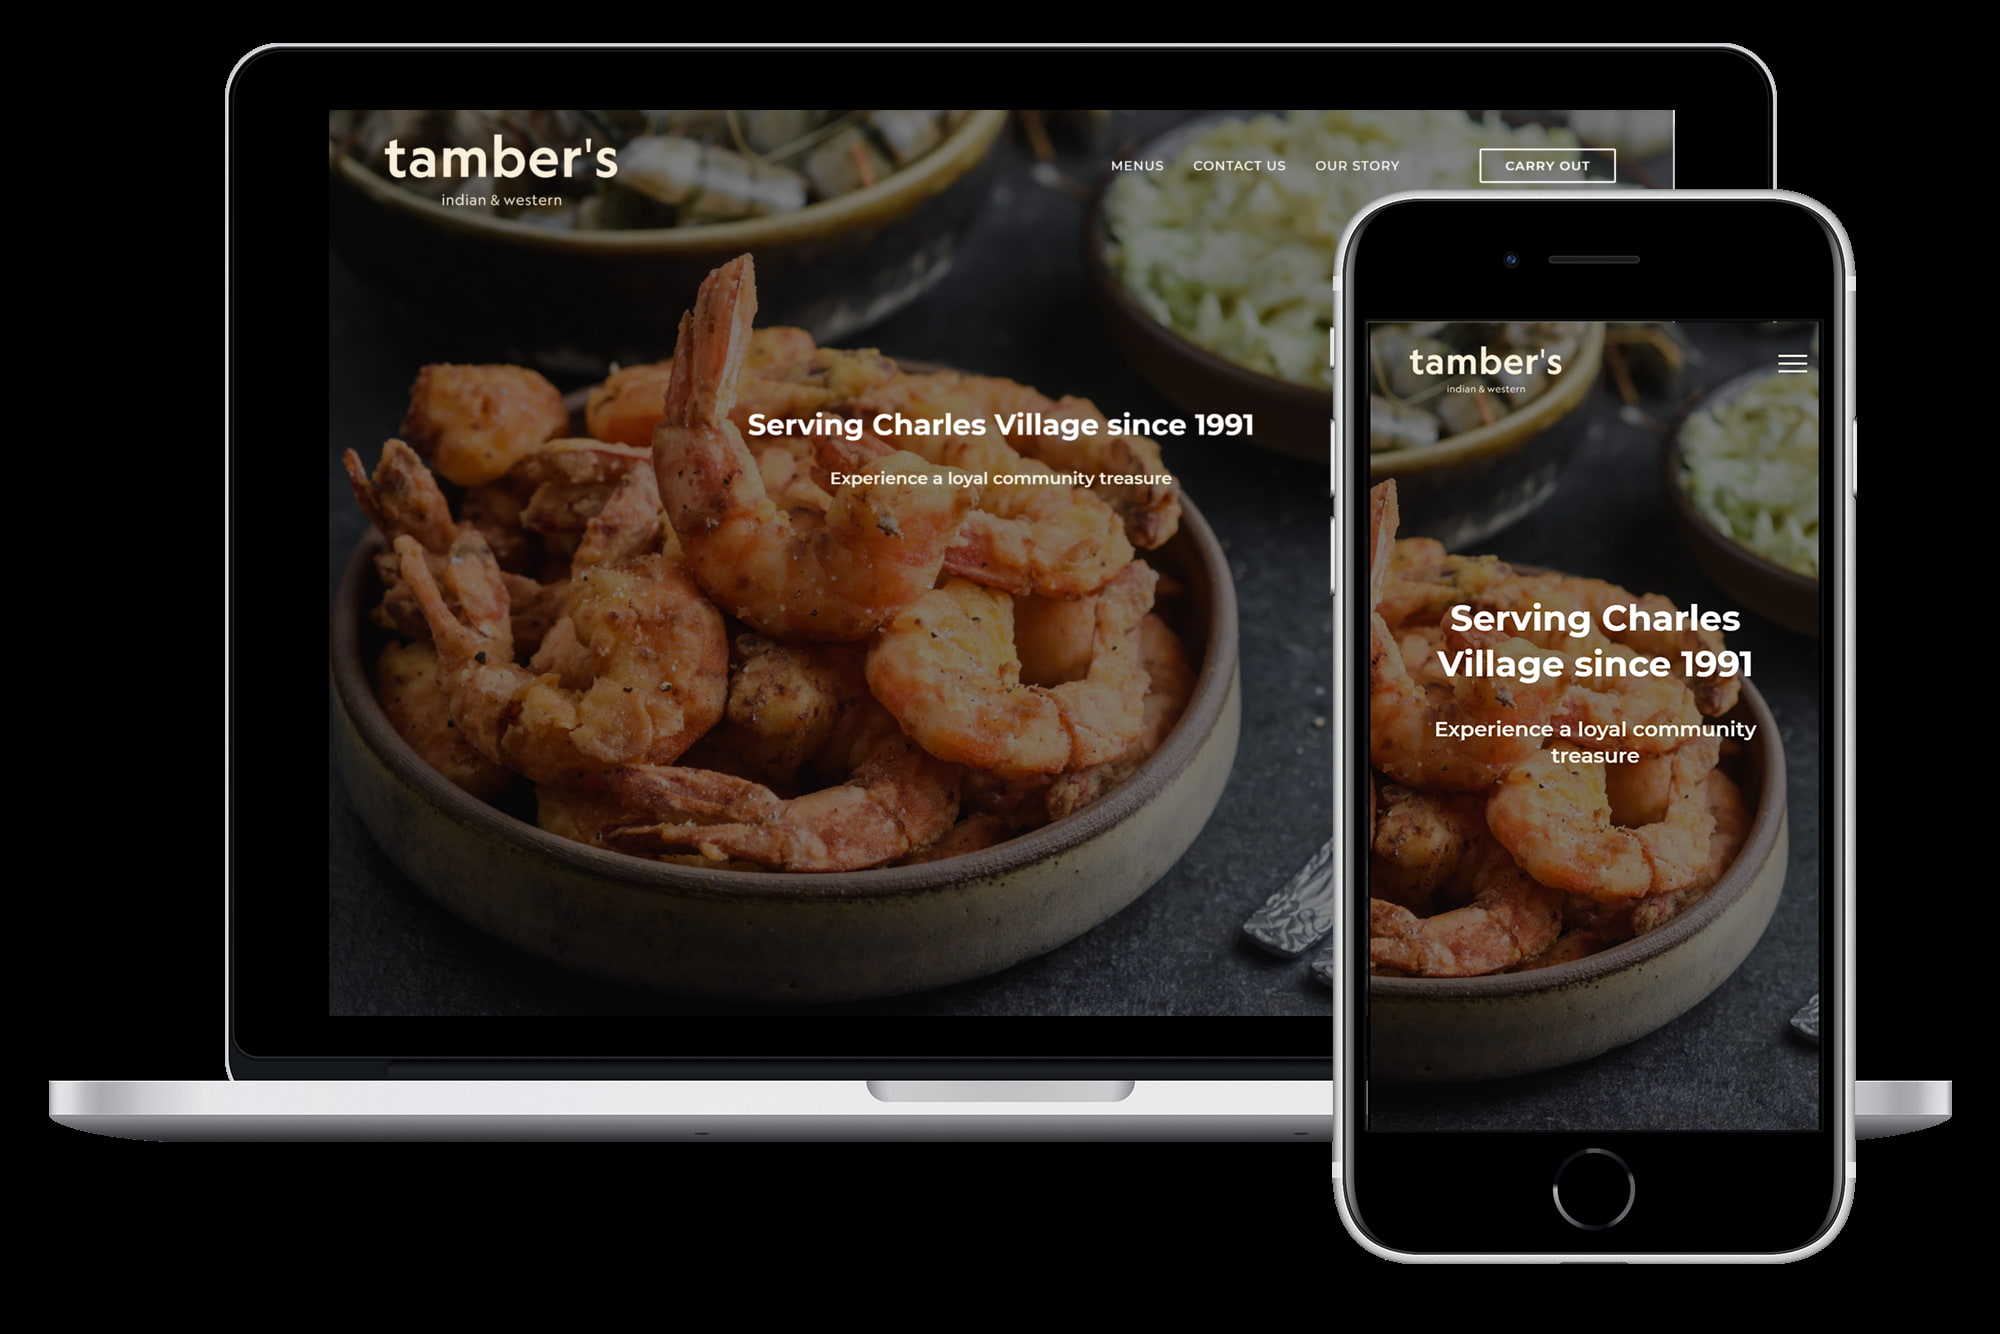 tamber's
indian & western
MENUS CONTACT US OUR STORY CARRY OUT
Serving Charles Village since 1991
Experience a loyal community treasure
tamber's
indian & western
Serving Charles
Village since 1991
Experience a loyal community
treasure